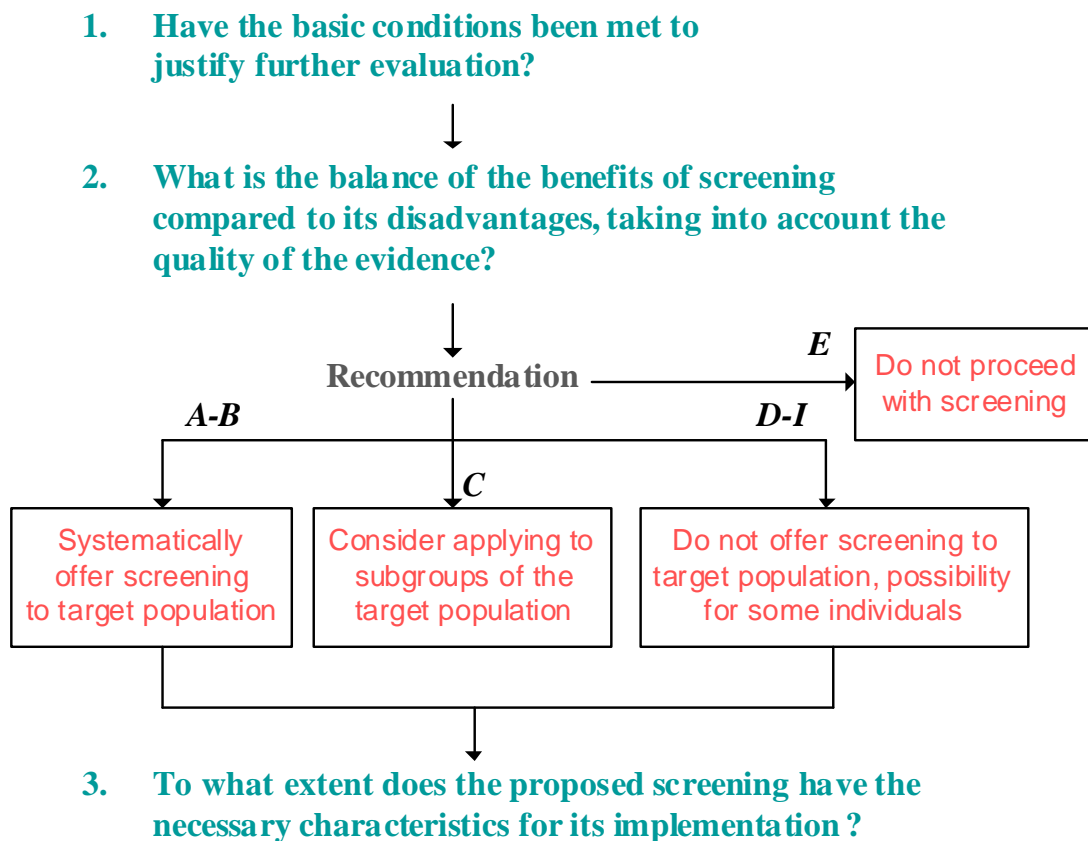 1. Have the basic conditions been met to
justify further evaluation?
2. What is the balance of the benefits of screening
compared to its disadvantages, taking into account the
quality of the evidence?
E
Do not proceed
with screening
Recommendation
A-B
D-I
C
Systematically
offer screening
to target population
Consider applying to
subgroups of the
target population
Do not offer screening to
target population, possibility
for some individuals
3. To what extent does the proposed screening have the
necessary characteristics for its implementation ?